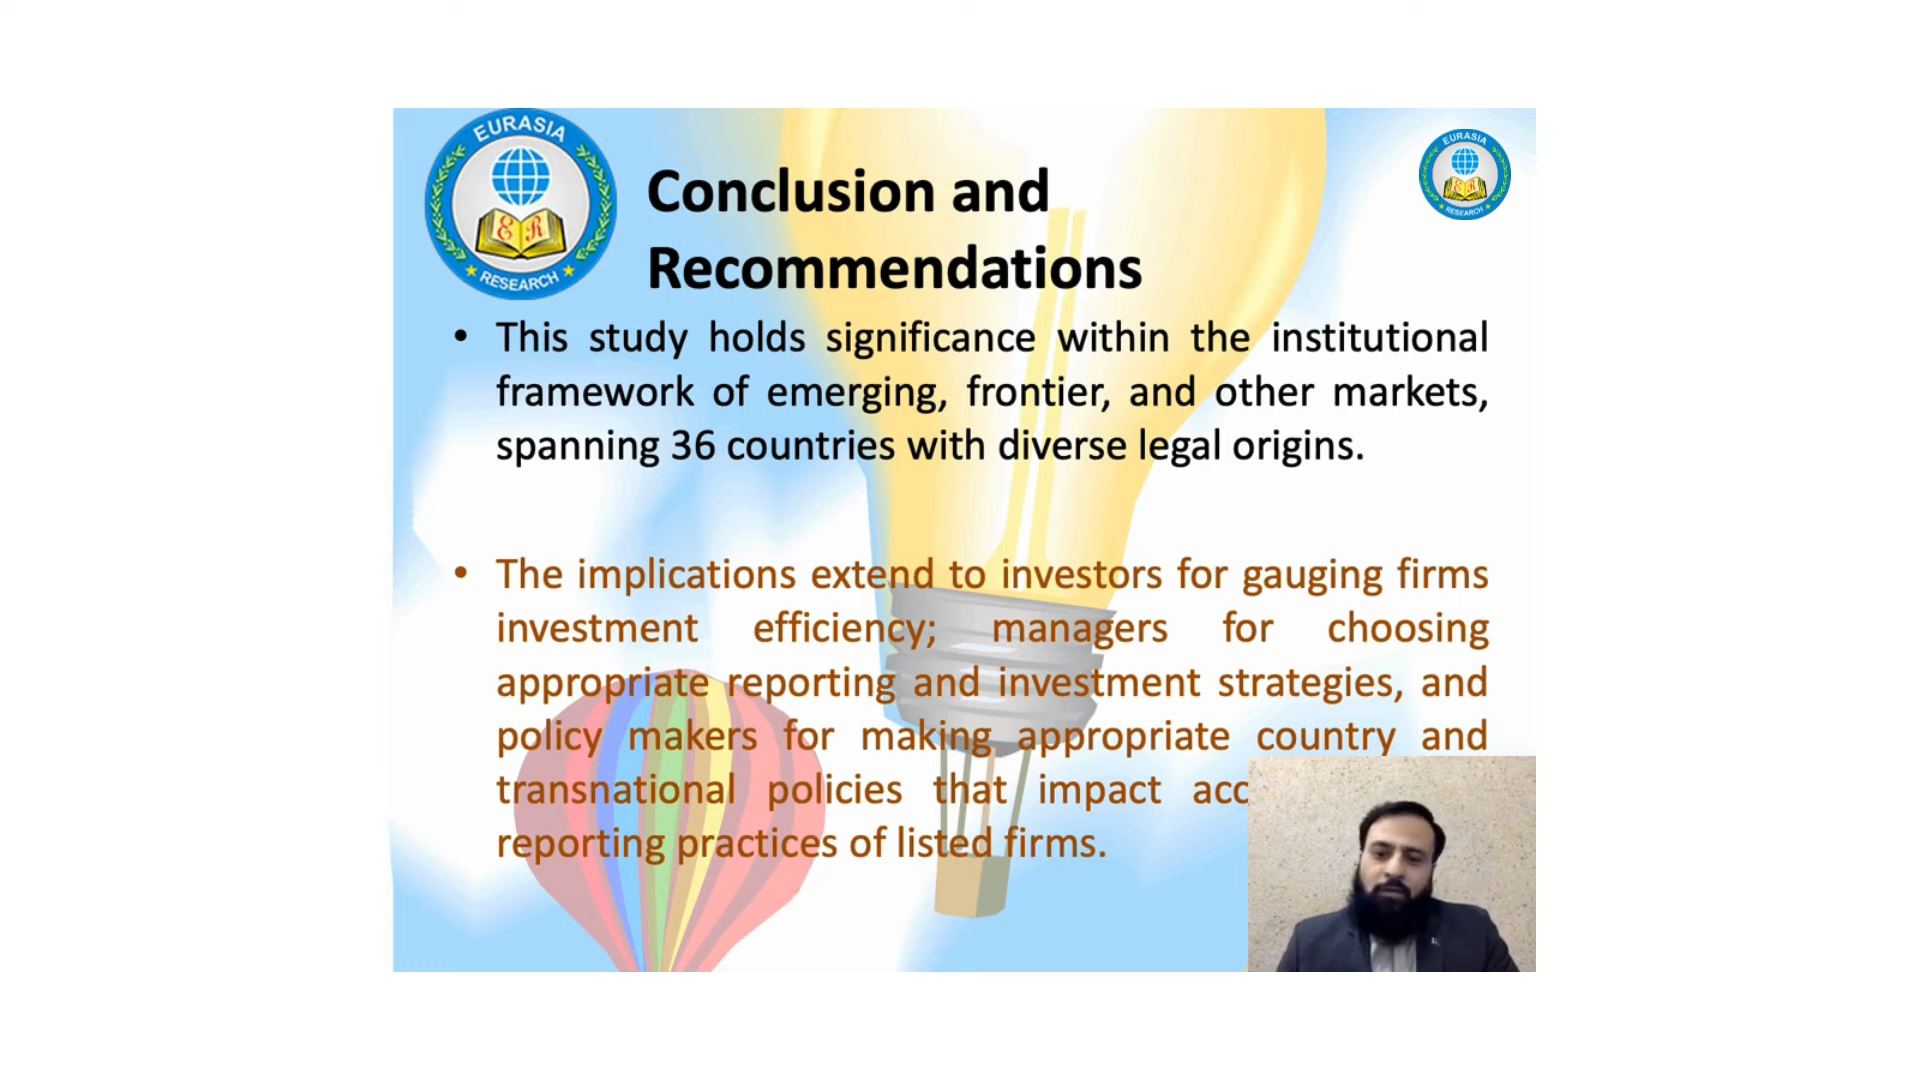 EURASIA
E R
RESEARCH
EURASIA
E R
RESEARCH
Conclusion and
Recommendations
• This study holds significance within the institutional
framework of emerging, frontier, and other markets,
spanning 36 countries with diverse legal origins.
• The implications extend to investors for gauging firms
investment efficiency; managers for choosing
appropriate reporting and investment strategies, and
policy makers for making appropriate country and
transnational policies that impact
reporting practices of listed firms.